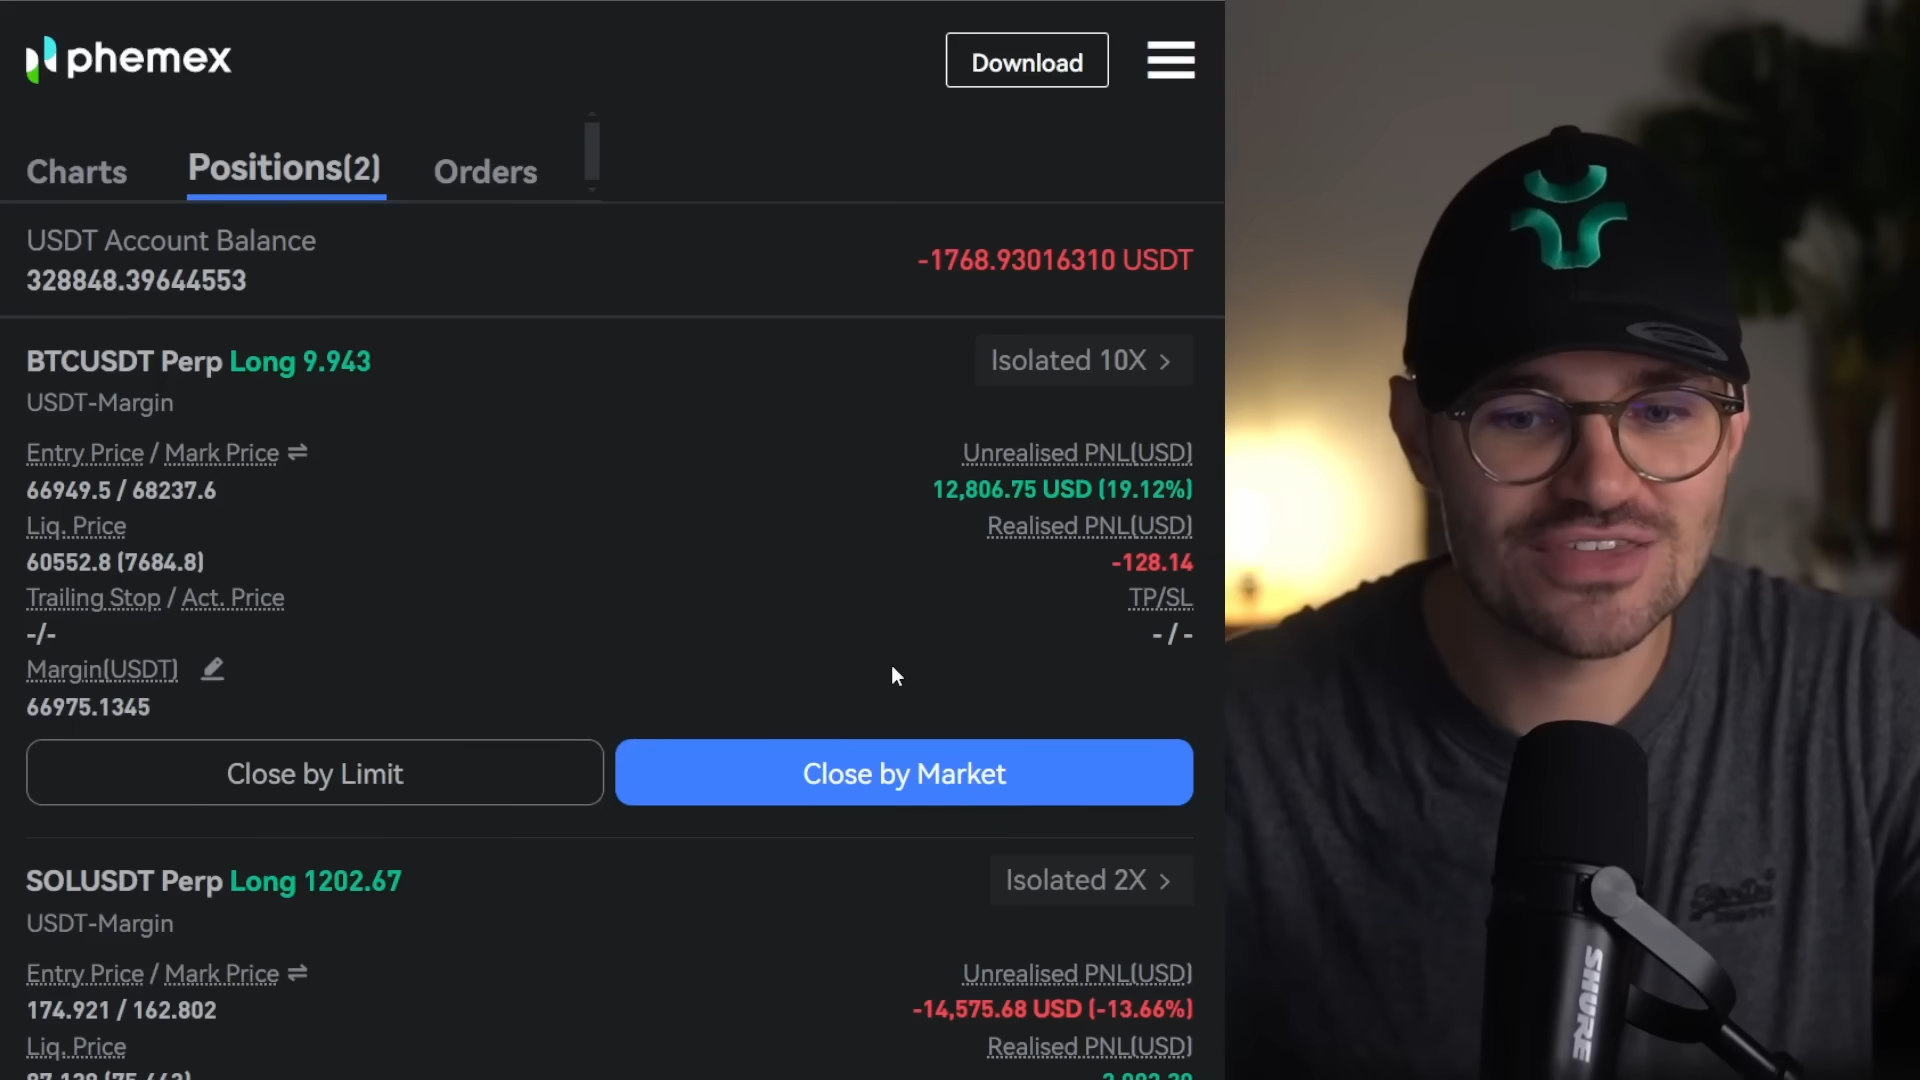 phemex
Download
Charts
Positions(2)
Orders
USDT Account Balance
328848.39644553
-1768.93016310 USDT
BTCUSDT Perp Long 9.943
Isolated 10X >
USDT-Margin
Entry Price / Mark Price ⇌
Unrealised PNL(USD)
66949.5 / 68237.6
12,806.75 USD (19.12%)
Liq. Price
Realised PNL(USD)
60552.8 (7684.8)
-128.14
Trailing Stop / Act. Price
TP/SL
-/-
- / -
Margin(USDT)
66975.1345
Close by Limit
Close by Market
SOLUSDT Perp Long 1202.67
Isolated 2X >
USDT-Margin
Entry Price / Mark Price ⇌
Unrealised PNL(USD)
174.921 / 162.802
-14,575.68 USD (-13.66%)
Liq. Price
Realised PNL(USD)
SHURE